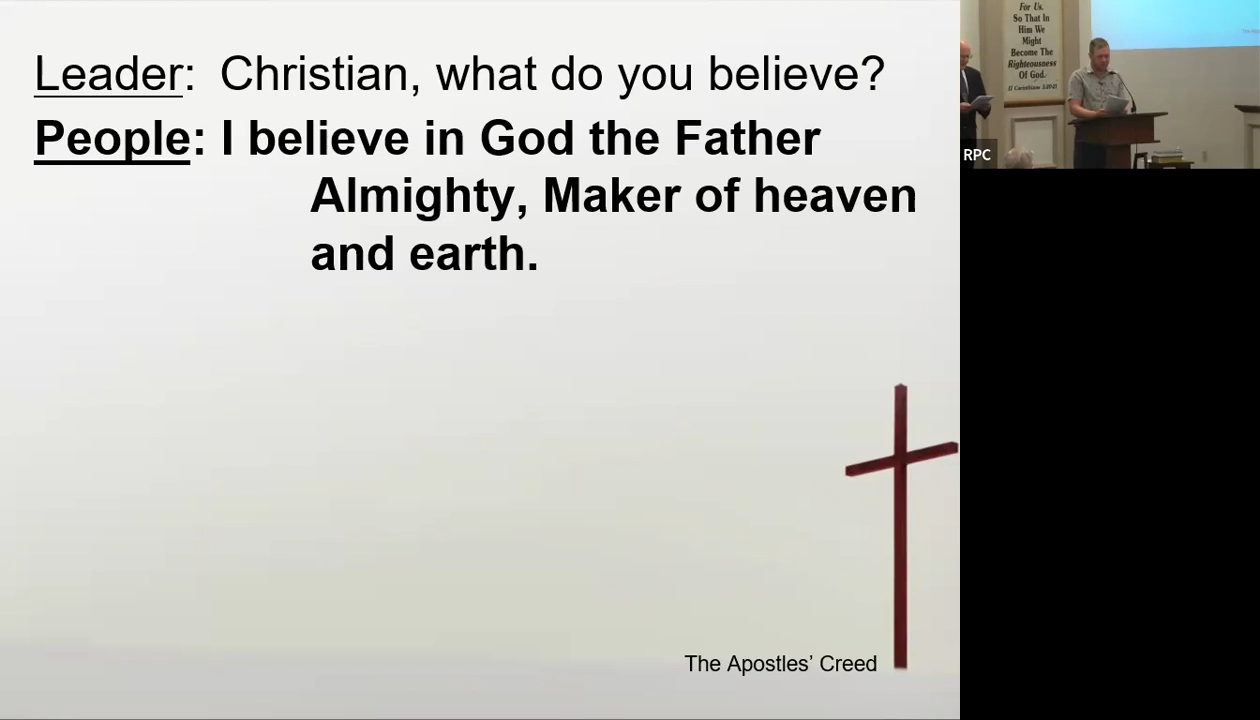 Leader: Christian, what do you believe?
People: I believe in God the Father
Almighty, Maker of heaven
and earth.
The Apostles’ Creed
For Us.
So That In
Him We
Might
Become The
Righteousness
Of God.
II Corinthians 5:20-21
RPC